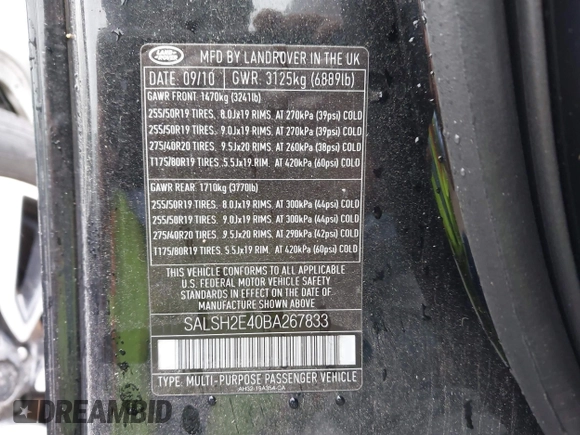 LAND ROVER
MFD BY LANDROVER IN THE UK
DATE: 09/10 GWR: 3125kg (6889lb)
GAWR FRONT: 1470kg (3241lb)
255/50R19 TIRES, 8.0Jx19 RIMS, AT 270kPa (39psi) COLD
255/50R19 TIRES, 9.0Jx19 RIMS, AT 270kPa (39psi) COLD
275/40R20 TIRES, 9.5Jx20 RIMS, AT 260kPa (38psi) COLD
T175/80R19 TIRES, 5.5Jx19 RIM, AT 420kPa (60psi) COLD
GAWR REAR: 1710kg (3770lb)
255/50R19 TIRES, 8.0Jx19 RIMS, AT 300kPa (44psi) COLD
255/50R19 TIRES, 9.0Jx19 RIMS, AT 300kPa (44psi) COLD
275/40R20 TIRES, 9.5Jx20 RIMS, AT 290kPa (42psi) COLD
T175/80R19 TIRES, 5.5Jx19 RIM, AT 420kPa (60psi) COLD
THIS VEHICLE CONFORMS TO ALL APPLICABLE
U.S. FEDERAL MOTOR VEHICLE SAFETY
STANDARDS IN EFFECT ON THE DATE OF
MANUFACTURE SHOWN ABOVE
SALSH2E40BA267833
TYPE: MULTI-PURPOSE PASSENGER VEHICLE
AH32-15A354-CA
DREAMBID